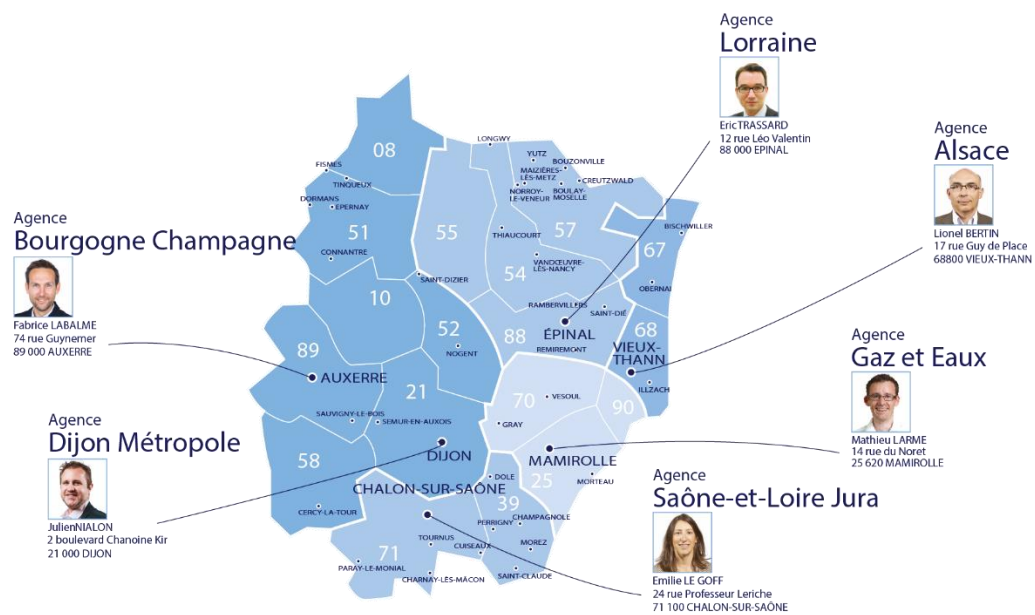 Agence
Lorraine
Eric TRASSARD
12 rue Léo Valentin
88 000 EPINAL
Agence
Alsace
Lionel BERTIN
17 rue Guy de Place
68800 VIEUX-THANN
Agence
Bourgogne Champagne
Fabrice LABALME
74 rue Guynemer
89 000 AUXERRE
Agence
Gaz et Eaux
Mathieu LARME
14 rue du Noret
25 620 MAMIROLLE
Agence
Dijon Métropole
JulienNIALON
2 boulevard Chanoine Kir
21 000 DIJON
Agence
Saône-et-Loire Jura
Emilie LE GOFF
24 rue Professeur Leriche
71 100 CHALON-SUR-SAÔNE
08
FISMES
TINQUEUX
DORMANS
EPERNAY
51
CONNANTRE
LONGWY
YUTZ
BOUZONVILLE
MAIZIÈRES-
LÈS-METZ
CREUTZWALD
NORROY-
LE-VENEUR
BOULAY-
MOSELLE
55
57
THIAUCOURT
54
VANDŒUVRE-
LÈS-NANCY
BISCHWILLER
67
OBERNAI
SAINT-DIZIER
10
52
NOGENT
RAMBERVILLERS
SAINT-DIÉ
88
ÉPINAL
REMIREMONT
68
VIEUX-
THANN
ILLZACH
89
AUXERRE
21
SAUVIGNY-LE-BOIS
SEMUR-EN-AUXOIS
DIJON
70
VESOUL
90
GRAY
MAMIROLLE
25
MORTEAU
58
CERCY-LA-TOUR
CHALON-SUR-SAÔNE
DOLE
39
CHAMPAGNOLE
PERRIGNY
MOREZ
SAINT-CLAUDE
71
TOURNUS
CUISEAUX
PARAY-LE-MONIAL
CHARNAY-LÈS-MÂCON